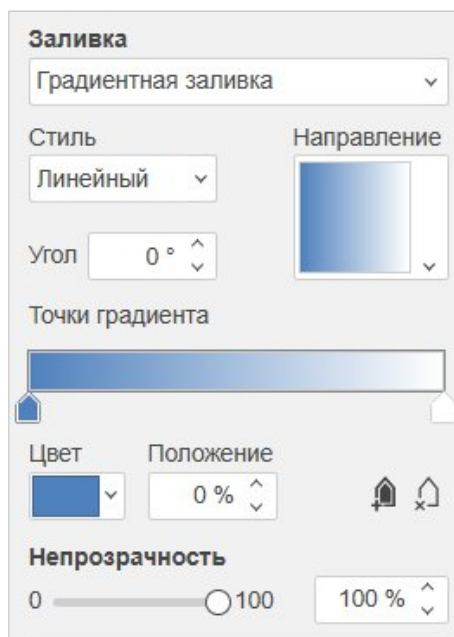 Заливка
Градиентная заливка
Стиль Направление
Линейный
Угол 0 °
Точки градиента
Цвет Положение
0 %
Непрозрачность
0 100 100 %